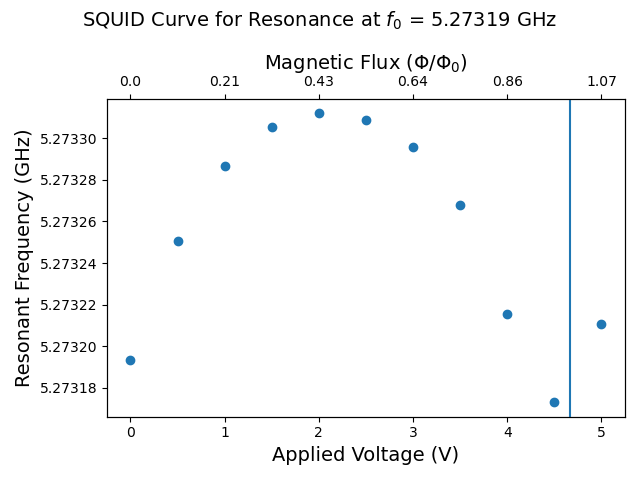 SQUID Curve for Resonance at f₀ = 5.27319 GHz
Magnetic Flux (Φ/Φ₀)
0.0 0.21 0.43 0.64 0.86 1.07
Resonant Frequency (GHz)
5.27330
5.27328
5.27326
5.27324
5.27322
5.27320
5.27318
0 1 2 3 4 5
Applied Voltage (V)